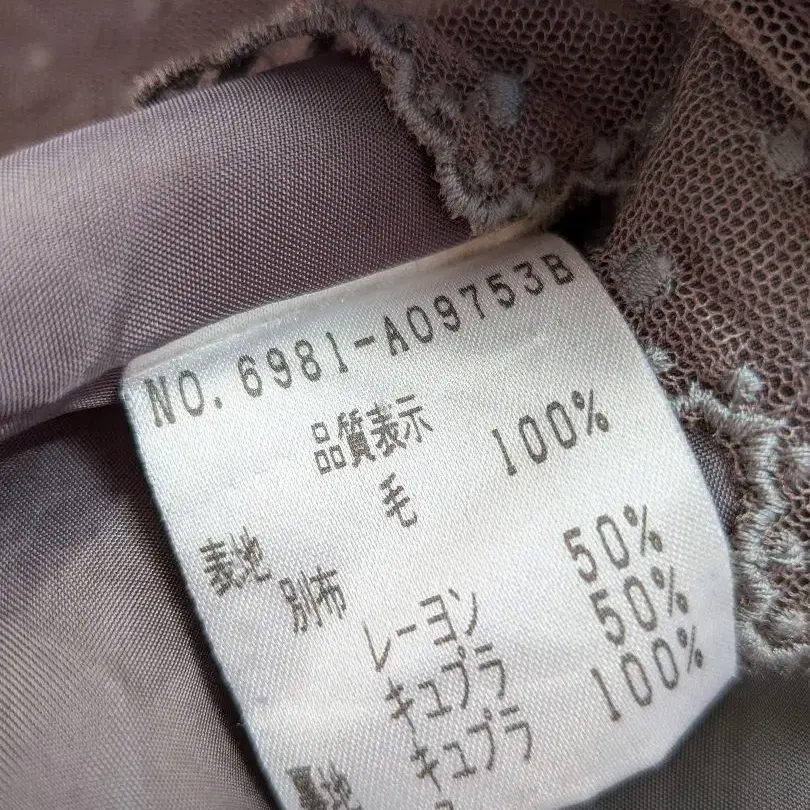 NO.6981-A09753B
品質表示
表地 毛 100%
別布
レーヨン 50%
キュプラ 50%
裏地 キュプラ 100%